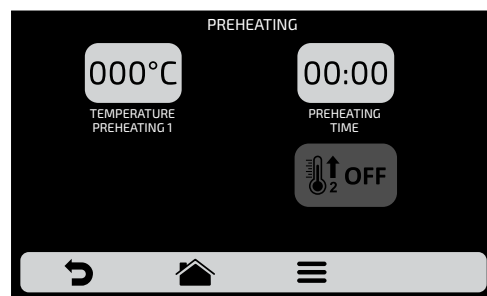 PREHEATING
000°C
00:00
TEMPERATURE
PREHEATING 1
PREHEATING
TIME
2 OFF